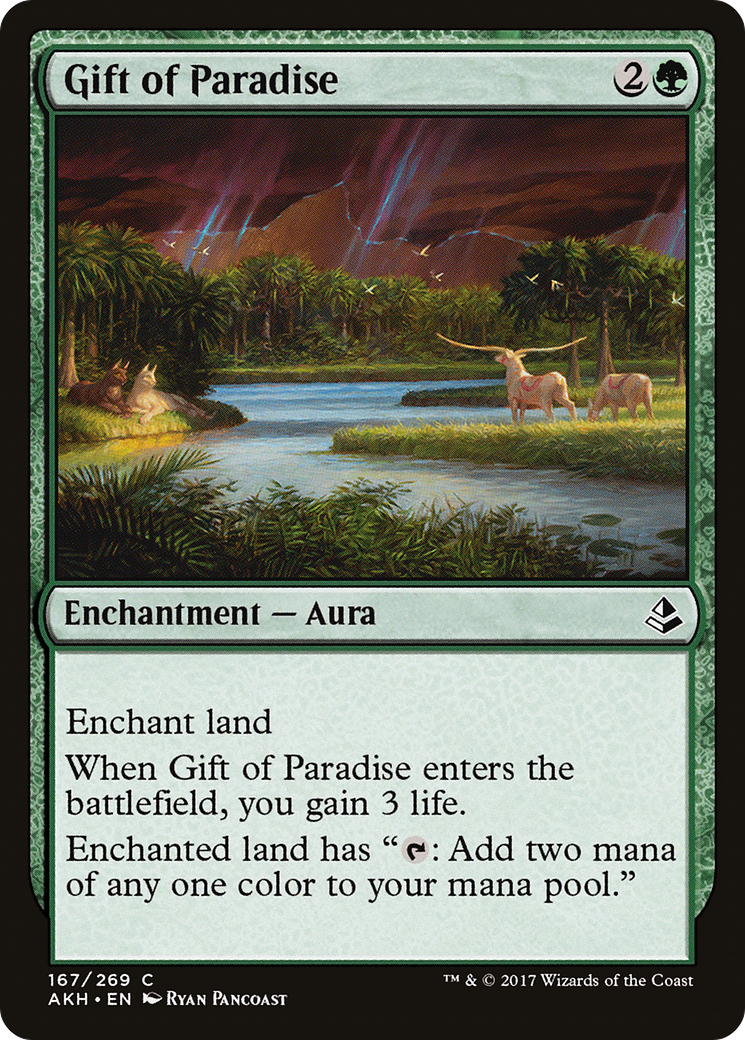 Gift of Paradise
2
Enchantment — Aura
Enchant land
When Gift of Paradise enters the
battlefield, you gain 3 life.
Enchanted land has “: Add two mana
of any one color to your mana pool.”
167/269 C
™ & © 2017 Wizards of the Coast
AKH • EN Ryan Pancoast